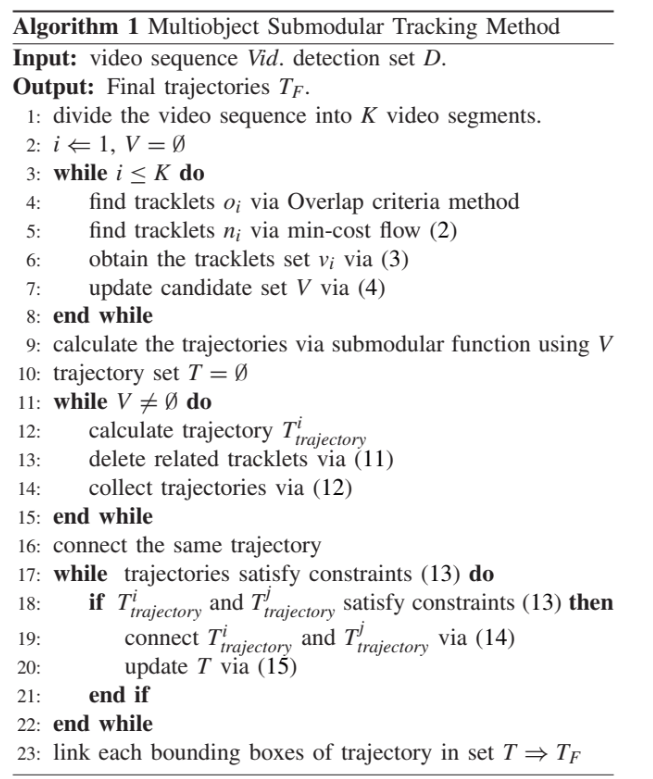 Algorithm 1 Multiobject Submodular Tracking Method
Input: video sequence Vid. detection set D.
Output: Final trajectories T_F.
1: divide the video sequence into K video segments.
2: i ⇐ 1, V = ∅
3: while i ≤ K do
4: find tracklets o_i via Overlap criteria method
5: find tracklets n_i via min-cost flow (2)
6: obtain the tracklets set v_i via (3)
7: update candidate set V via (4)
8: end while
9: calculate the trajectories via submodular function using V
10: trajectory set T = ∅
11: while V ≠ ∅ do
12: calculate trajectory T^i_{trajectory}
13: delete related tracklets via (11)
14: collect trajectories via (12)
15: end while
16: connect the same trajectory
17: while trajectories satisfy constraints (13) do
18: if T^i_{trajectory} and T^j_{trajectory} satisfy constraints (13) then
19: connect T^i_{trajectory} and T^j_{trajectory} via (14)
20: update T via (15)
21: end if
22: end while
23: link each bounding boxes of trajectory in set T ⇒ T_F